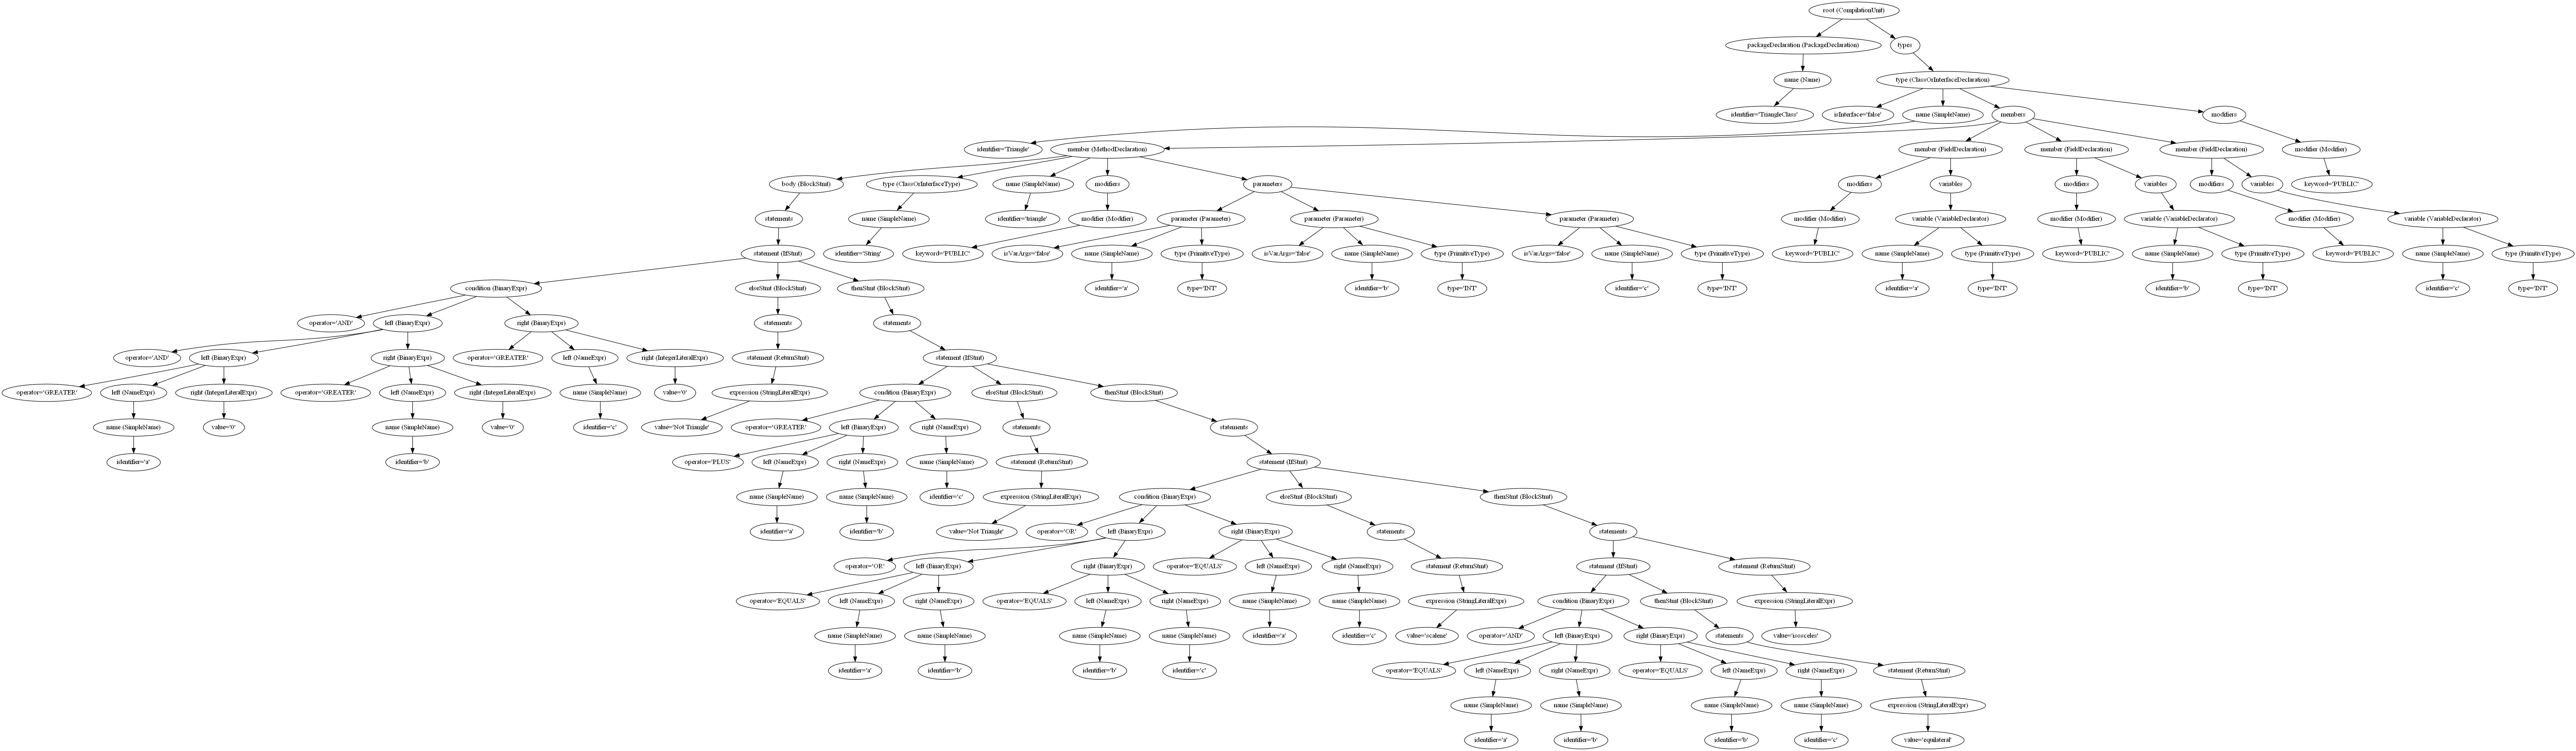 root (CompilationUnit)
packageDeclaration (PackageDeclaration) types
name (Name) type (ClassOrInterfaceDeclaration)
identifier='TriangleClass' isInterface='false' name (SimpleName) members modifiers
identifier='Triangle' member (MethodDeclaration) member (FieldDeclaration) member (FieldDeclaration) member (FieldDeclaration) modifier (Modifier)
body (BlockStmt) type (ClassOrInterfaceType) name (SimpleName) modifiers parameters modifiers variables modifiers variables modifiers variables keyword='PUBLIC'
statements name (SimpleName) identifier='triangle' modifier (Modifier) parameter (Parameter) parameter (Parameter) parameter (Parameter) modifier (Modifier) variable (VariableDeclarator) modifier (Modifier) variable (VariableDeclarator) modifier (Modifier) variable (VariableDeclarator)
statement (IfStmt) identifier='String' keyword='PUBLIC' isVarArgs='false' name (SimpleName) type (PrimitiveType) isVarArgs='false' name (SimpleName) type (PrimitiveType) isVarArgs='false' name (SimpleName) type (PrimitiveType) keyword='PUBLIC' name (SimpleName) type (PrimitiveType) keyword='PUBLIC' name (SimpleName) type (PrimitiveType) keyword='PUBLIC' name (SimpleName) type (PrimitiveType)
condition (BinaryExpr) elseStmt (BlockStmt) thenStmt (BlockStmt) identifier='a' type='INT' identifier='b' type='INT' identifier='c' type='INT' identifier='a' type='INT' identifier='b' type='INT' identifier='c' type='INT'
operator='AND' left (BinaryExpr) right (BinaryExpr) statements statements
operator='AND' left (BinaryExpr) right (BinaryExpr) operator='GREATER' left (NameExpr) right (IntegerLiteralExpr) statement (ReturnStmt) statement (IfStmt)
operator='GREATER' left (NameExpr) right (IntegerLiteralExpr) operator='GREATER' left (NameExpr) right (IntegerLiteralExpr) name (SimpleName) value='0' expression (StringLiteralExpr) condition (BinaryExpr) elseStmt (BlockStmt) thenStmt (BlockStmt)
name (SimpleName) value='0' name (SimpleName) value='0' identifier='c' value='Not Triangle' operator='GREATER' left (BinaryExpr) right (NameExpr) statements statements
identifier='a' identifier='b' operator='PLUS' left (NameExpr) right (NameExpr) name (SimpleName) statement (ReturnStmt) statement (IfStmt)
name (SimpleName) name (SimpleName) identifier='c' expression (StringLiteralExpr) condition (BinaryExpr) elseStmt (BlockStmt) thenStmt (BlockStmt)
identifier='a' identifier='b' value='Not Triangle' operator='OR' left (BinaryExpr) right (BinaryExpr) statements statements
operator='OR' left (BinaryExpr) right (BinaryExpr) operator='EQUALS' left (NameExpr) right (NameExpr) statement (ReturnStmt) statement (IfStmt) statement (ReturnStmt)
operator='EQUALS' left (NameExpr) right (NameExpr) operator='EQUALS' left (NameExpr) right (NameExpr) name (SimpleName) name (SimpleName) expression (StringLiteralExpr) condition (BinaryExpr) thenStmt (BlockStmt) expression (StringLiteralExpr)
name (SimpleName) name (SimpleName) name (SimpleName) name (SimpleName) identifier='a' identifier='c' value='scalene' operator='AND' left (BinaryExpr) right (BinaryExpr) statements value='isosceles'
identifier='a' identifier='b' identifier='b' identifier='c' operator='EQUALS' left (NameExpr) right (NameExpr) operator='EQUALS' left (NameExpr) right (NameExpr) statement (ReturnStmt)
name (SimpleName) name (SimpleName) name (SimpleName) name (SimpleName) expression (StringLiteralExpr)
identifier='a' identifier='b' identifier='b' identifier='c' value='equilateral'